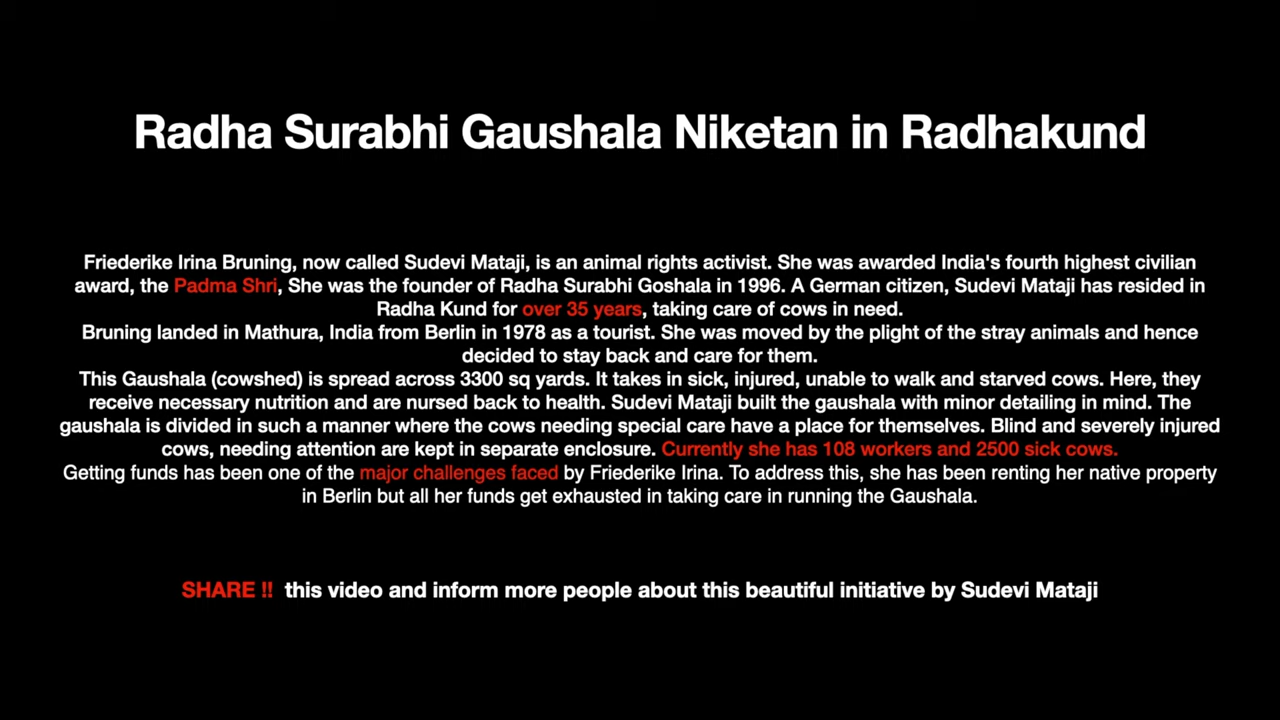 Radha Surabhi Gaushala Niketan in Radhakund
Friederike Irina Bruning, now called Sudevi Mataji, is an animal rights activist. She was awarded India's fourth highest civilian
award, the Padma Shri, She was the founder of Radha Surabhi Goshala in 1996. A German citizen, Sudevi Mataji has resided in
Radha Kund for over 35 years, taking care of cows in need.
Bruning landed in Mathura, India from Berlin in 1978 as a tourist. She was moved by the plight of the stray animals and hence
decided to stay back and care for them.
This Gaushala (cowshed) is spread across 3300 sq yards. It takes in sick, injured, unable to walk and starved cows. Here, they
receive necessary nutrition and are nursed back to health. Sudevi Mataji built the gaushala with minor detailing in mind. The
gaushala is divided in such a manner where the cows needing special care have a place for themselves. Blind and severely injured
cows, needing attention are kept in separate enclosure. Currently she has 108 workers and 2500 sick cows.
Getting funds has been one of the major challenges faced by Friederike Irina. To address this, she has been renting her native property
in Berlin but all her funds get exhausted in taking care in running the Gaushala.
SHARE !! this video and inform more people about this beautiful initiative by Sudevi Mataji